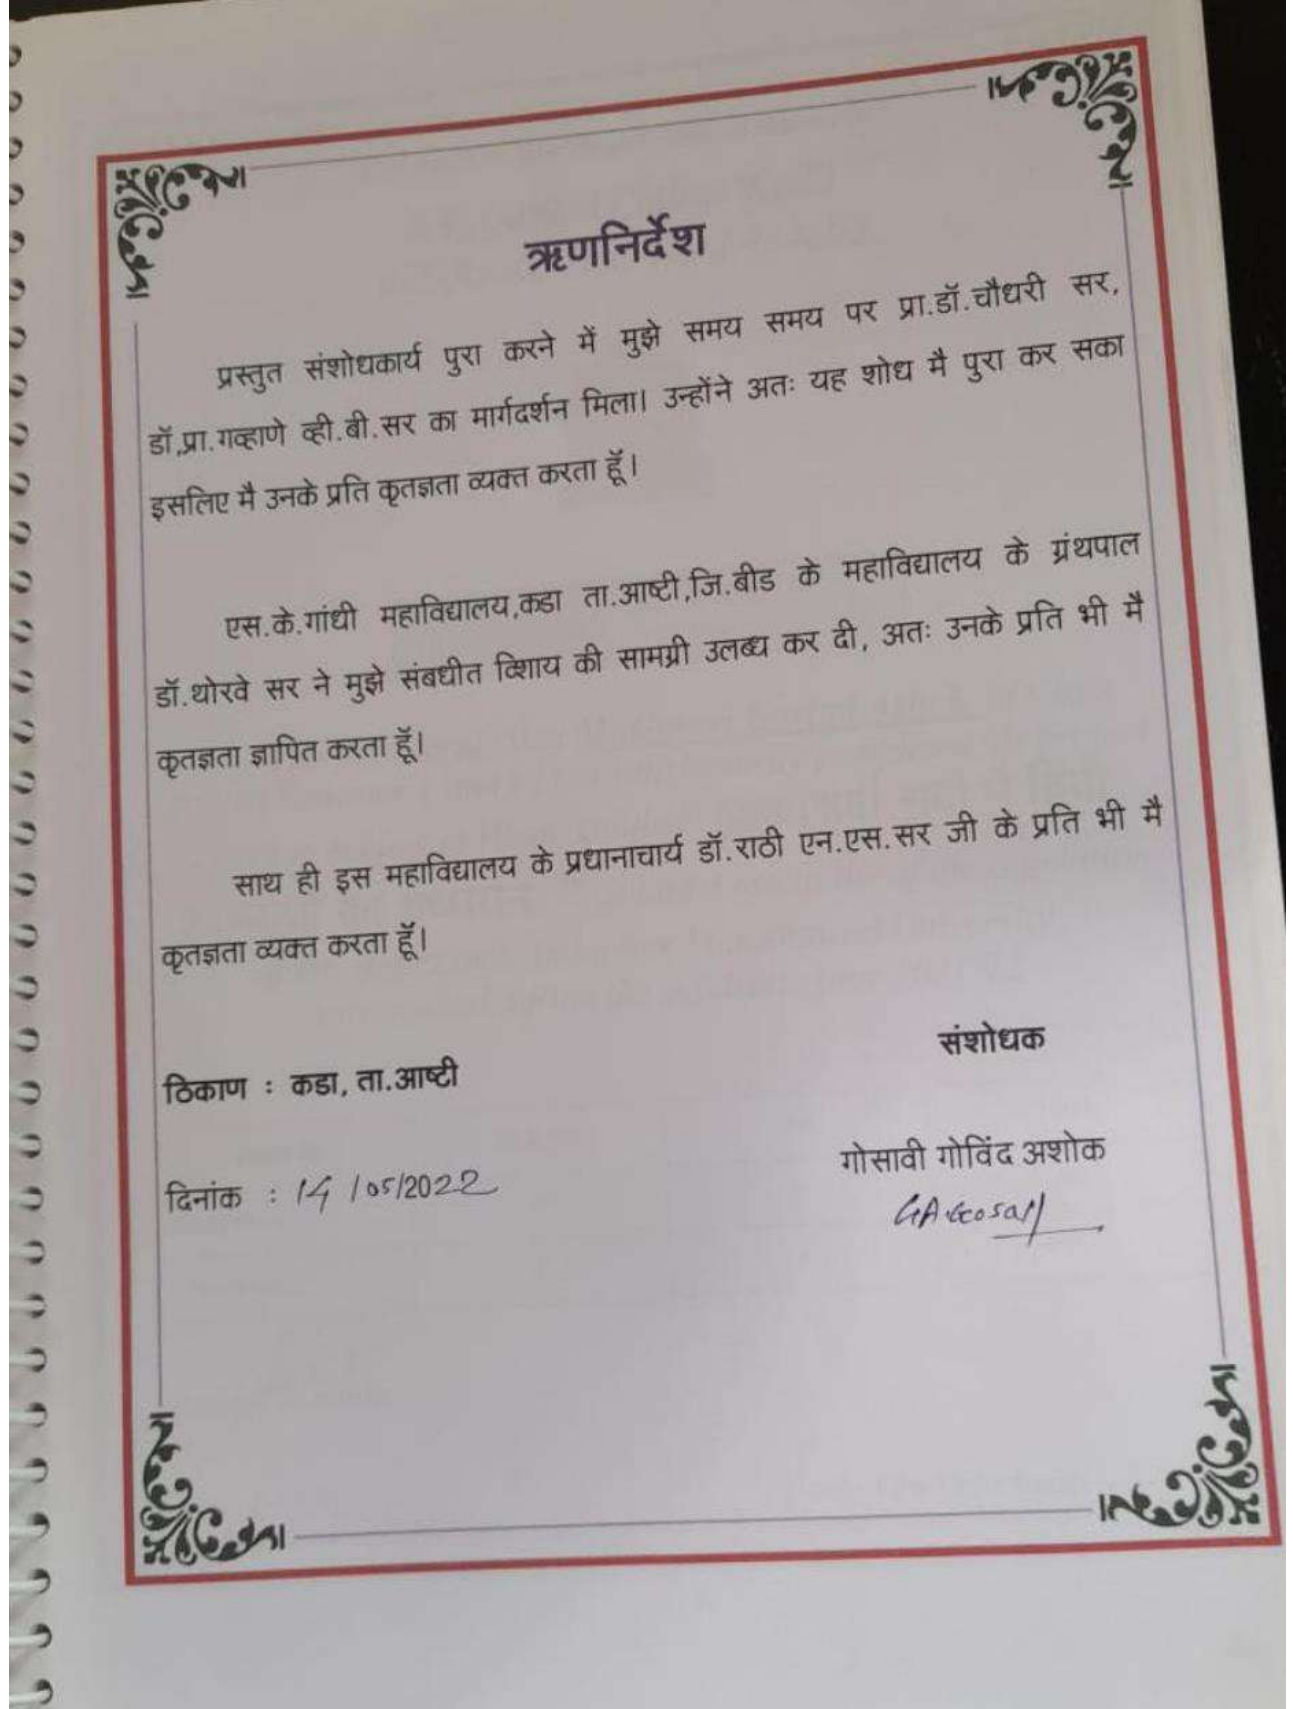 ऋणनिर्देश
प्रस्तुत संशोधकार्य पुरा करने में मुझे समय समय पर प्रा.डॉ.चौधरी सर,
डॉ.प्रा.गव्हाणे व्ही.बी.सर का मार्गदर्शन मिला। उन्होंने अतः यह शोध मै पुरा कर सका
इसलिए मै उनके प्रति कृतज्ञता व्यक्त करता हूँ।
एस.के.गांधी महाविद्यालय,कडा ता.आष्टी,जि.बीड के महाविद्यालय के ग्रंथपाल
डॉ.थोरवे सर ने मुझे संबधीत विशाय की सामग्री उलब्ध कर दी, अतः उनके प्रति भी मै
कृतज्ञता ज्ञापित करता हूँ।
साथ ही इस महाविद्यालय के प्रधानाचार्य डॉ.राठी एन.एस.सर जी के प्रति भी मै
कृतज्ञता व्यक्त करता हूँ।
संशोधक
ठिकाण : कडा, ता.आष्टी
गोसावी गोविंद अशोक
दिनांक : 14/05/2022